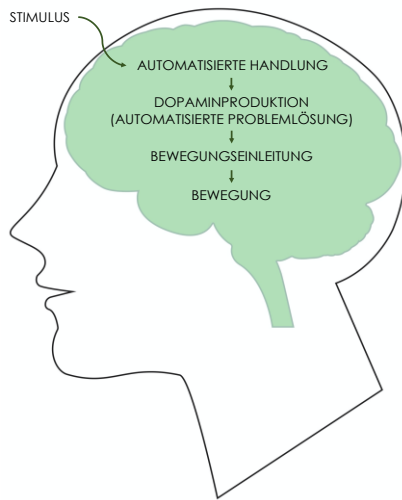 STIMULUS
AUTOMATISIERTE HANDLUNG
DOPAMINPRODUKTION
(AUTOMATISIERTE PROBLEMLÖSUNG)
BEWEGUNGSEINLEITUNG
BEWEGUNG